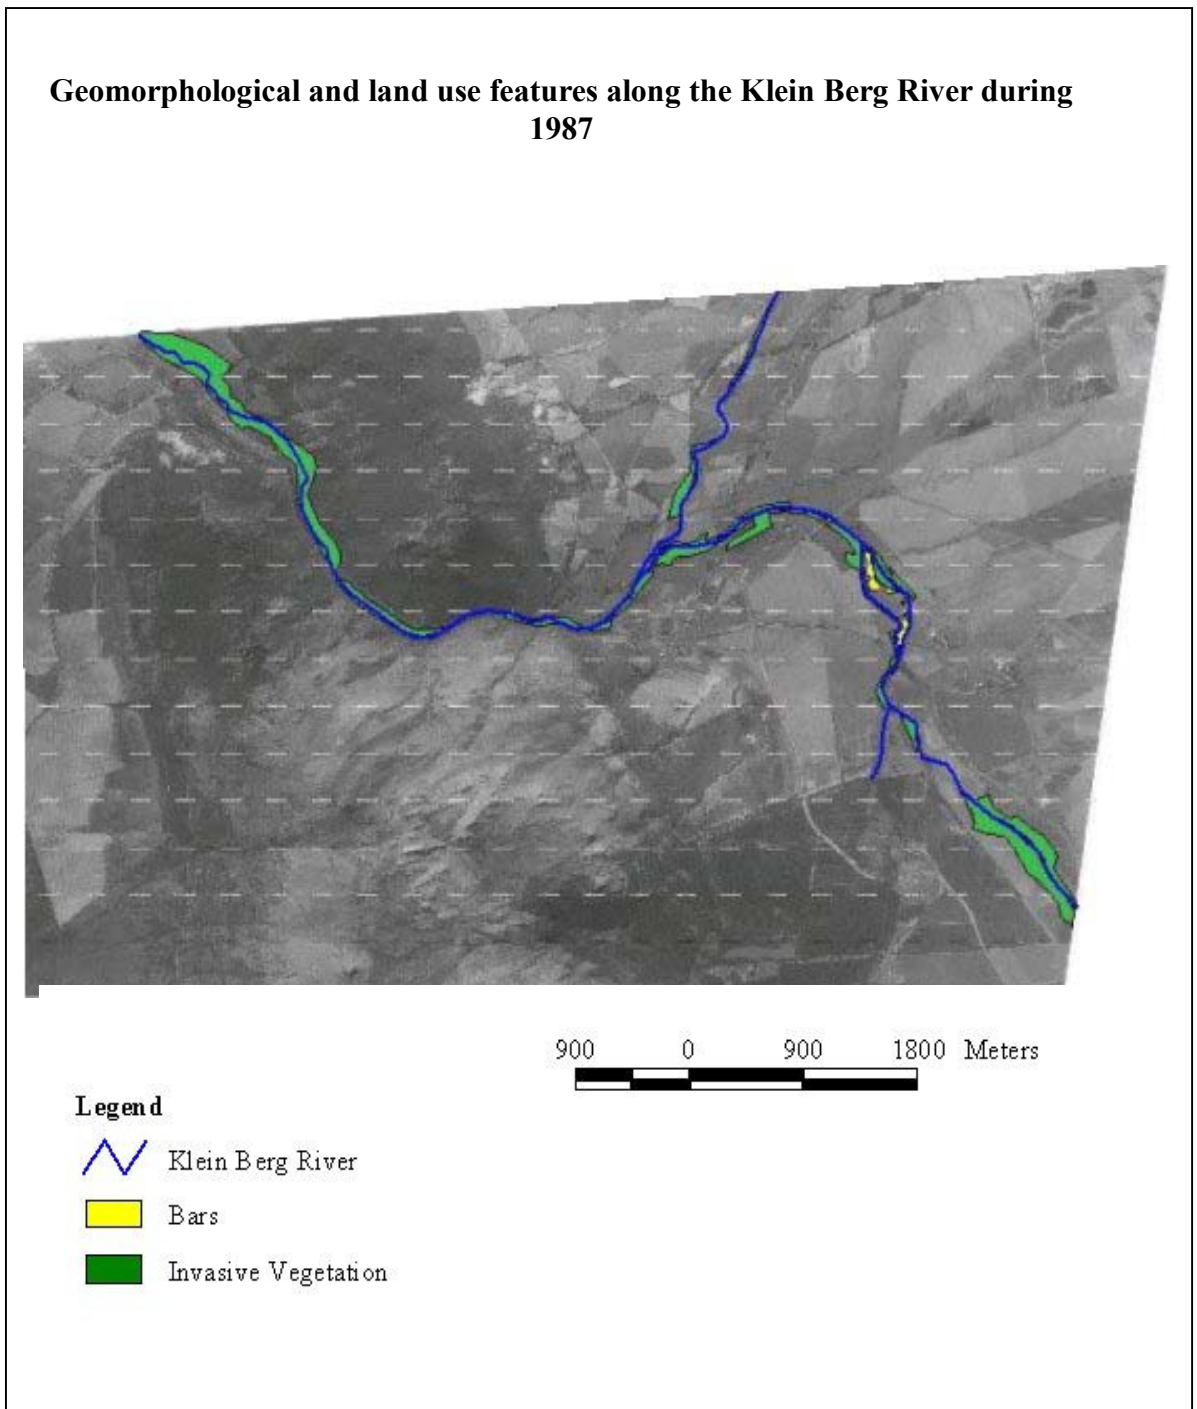 Geomorphological and land use features along the Klein Berg River during
1987
900 0 900 1800 Meters
Legend
Klein Berg River
Bars
Invasive Vegetation